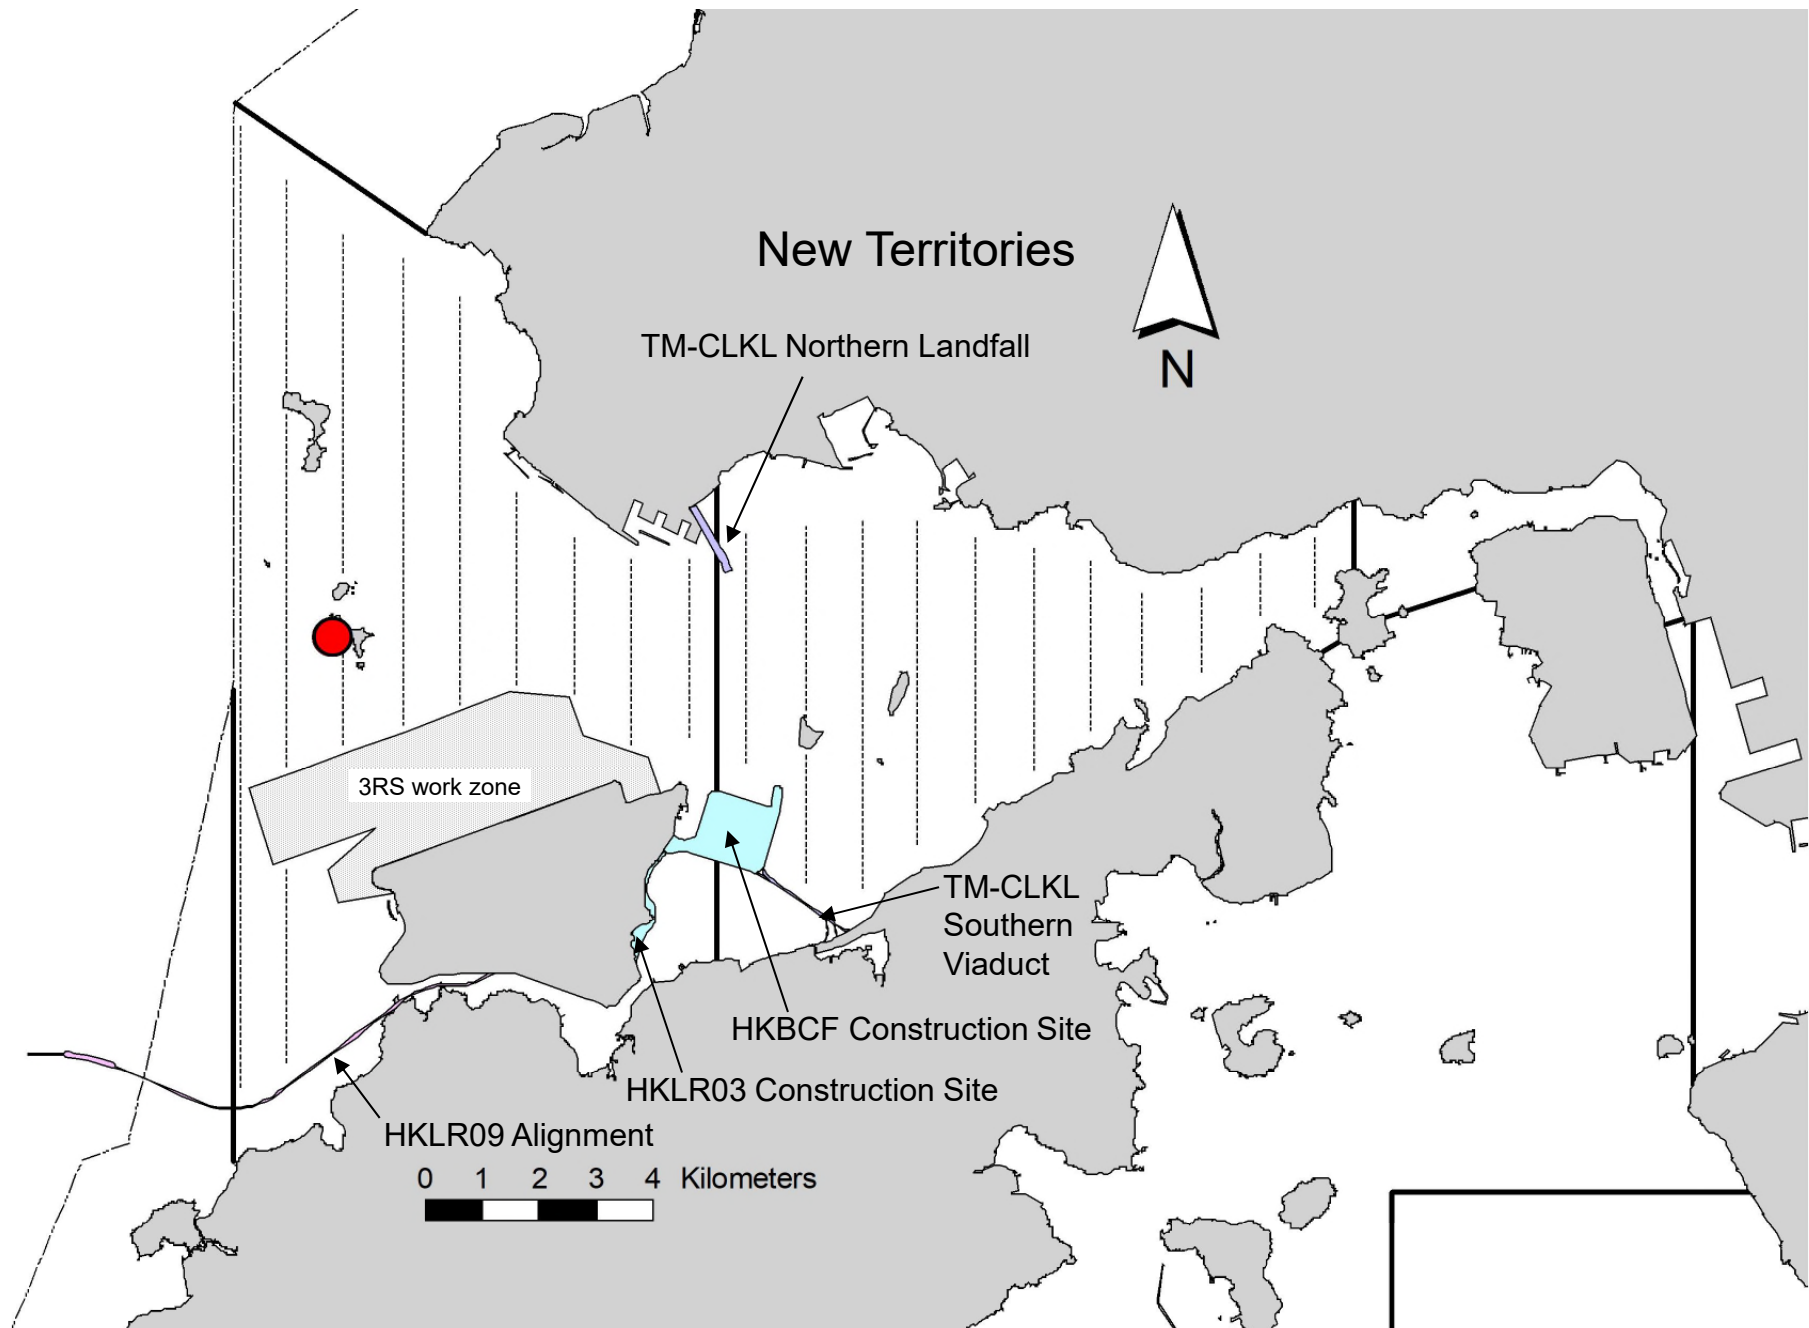 New Territories
TM-CLKL Northern Landfall
N
3RS work zone
TM-CLKL
Southern
Viaduct
HKBCF Construction Site
HKLR03 Construction Site
HKLR09 Alignment
0 1 2 3 4 Kilometers